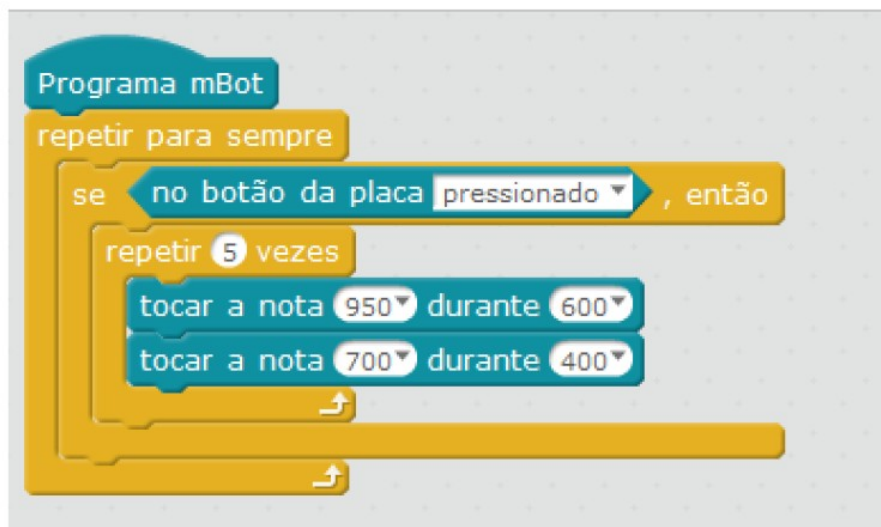 Programa mBot
repetir para sempre
se no botão da placa pressionado , então
repetir 5 vezes
tocar a nota 950 durante 600
tocar a nota 700 durante 400